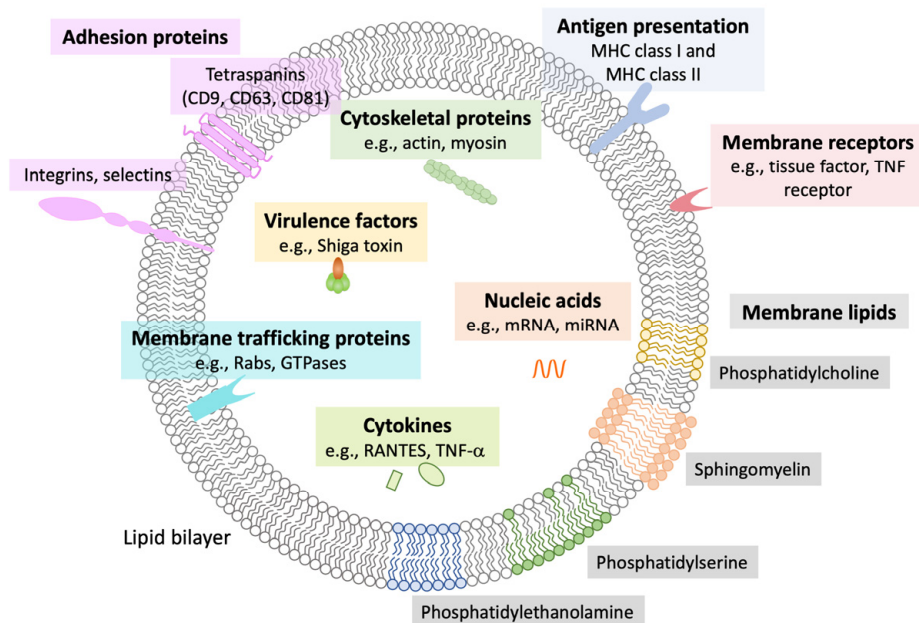 Adhesion proteins
Tetraspanins
(CD9, CD63, CD81)
Integrins, selectins
Antigen presentation
MHC class I and
MHC class II
Cytoskeletal proteins
e.g., actin, myosin
Membrane receptors
e.g., tissue factor, TNF
receptor
Virulence factors
e.g., Shiga toxin
Nucleic acids
e.g., mRNA, miRNA
Membrane trafficking proteins
e.g., Rabs, GTPases
Cytokines
e.g., RANTES, TNF-α
Membrane lipids
Phosphatidylcholine
Sphingomyelin
Phosphatidylserine
Phosphatidylethanolamine
Lipid bilayer